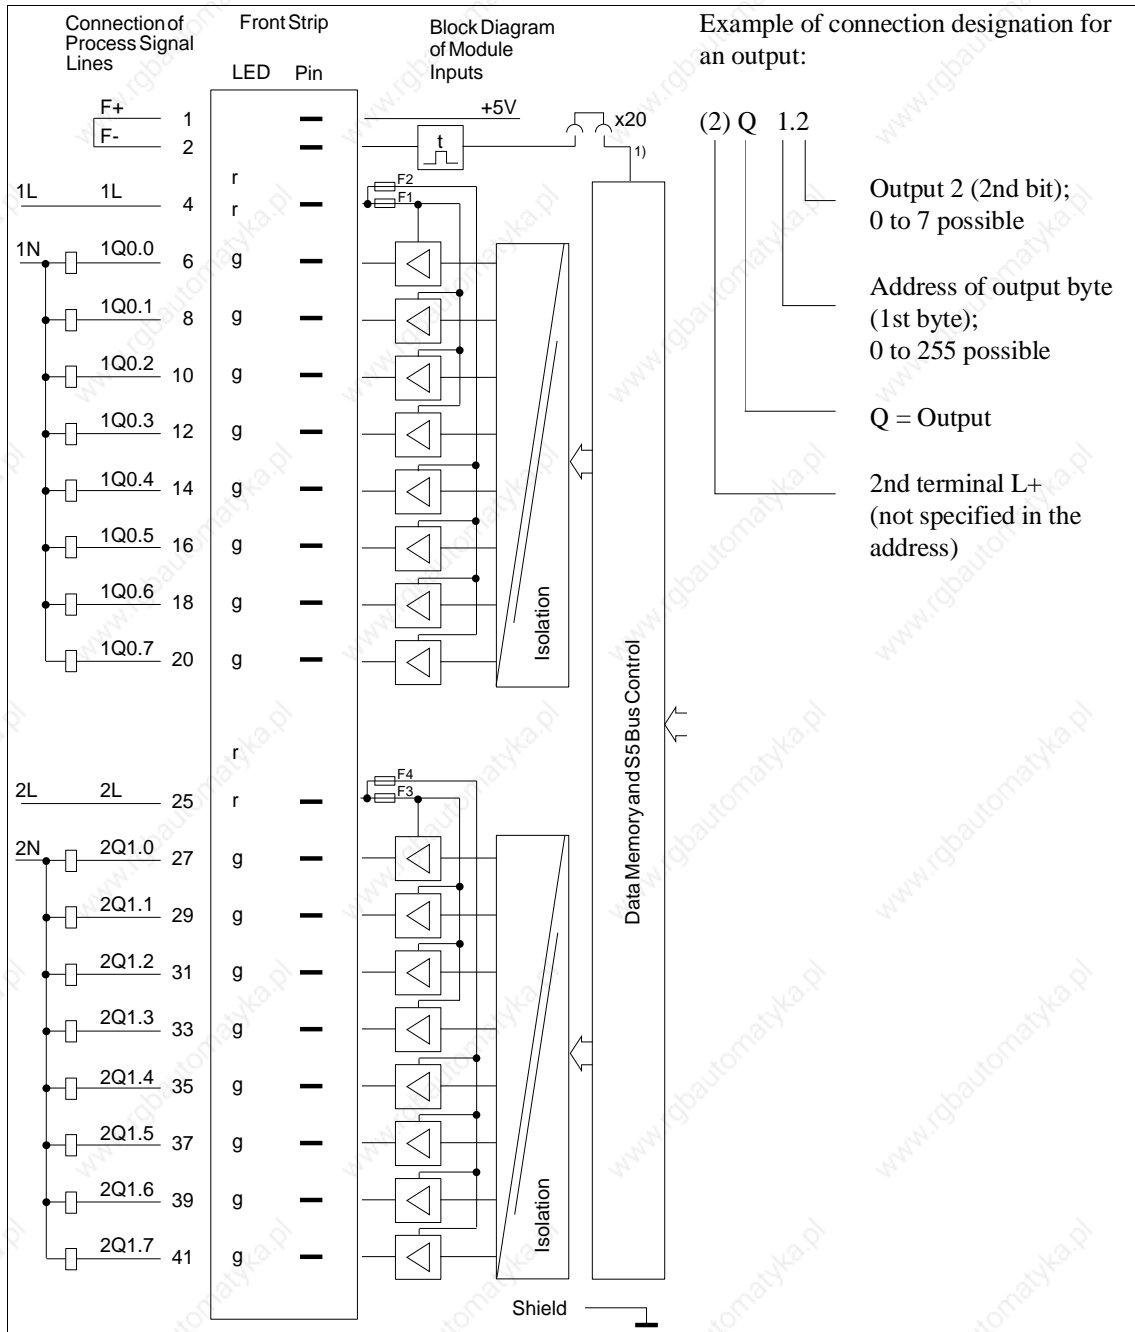 Connection of
Process Signal
Lines
Front Strip
LED Pin
Block Diagram
of Module
Inputs
Example of connection designation for
an output:
F+ 1 +5V x20
F- 2 t 1)
(2) Q 1.2
r F2
1L 1L 4 r F1
Output 2 (2nd bit);
0 to 7 possible
1N 1Q0.0 6 g
1Q0.1 8 g
Address of output byte
(1st byte);
0 to 255 possible
1Q0.2 10 g
1Q0.3 12 g
Q = Output
1Q0.4 14 g
2nd terminal L+
(not specified in the
address)
1Q0.5 16 g
1Q0.6 18 g
1Q0.7 20 g
Isolation
Data Memory and S5 Bus Control
r F4
2L 2L 25 r F3
2N 2Q1.0 27 g
2Q1.1 29 g
2Q1.2 31 g
2Q1.3 33 g
2Q1.4 35 g
2Q1.5 37 g
2Q1.6 39 g
2Q1.7 41 g
Isolation
Shield
www.rgbautomatyka.pl